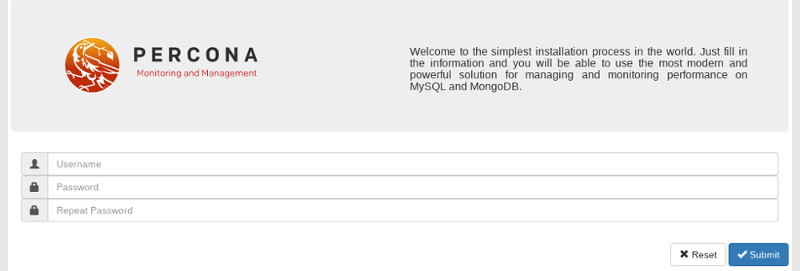 PERCONA
Monitoring and Management
Welcome to the simplest installation process in the world. Just fill in
the information and you will be able to use the most modern and
powerful solution for managing and monitoring performance on
MySQL and MongoDB.
Username
Password
Repeat Password
Reset
Submit